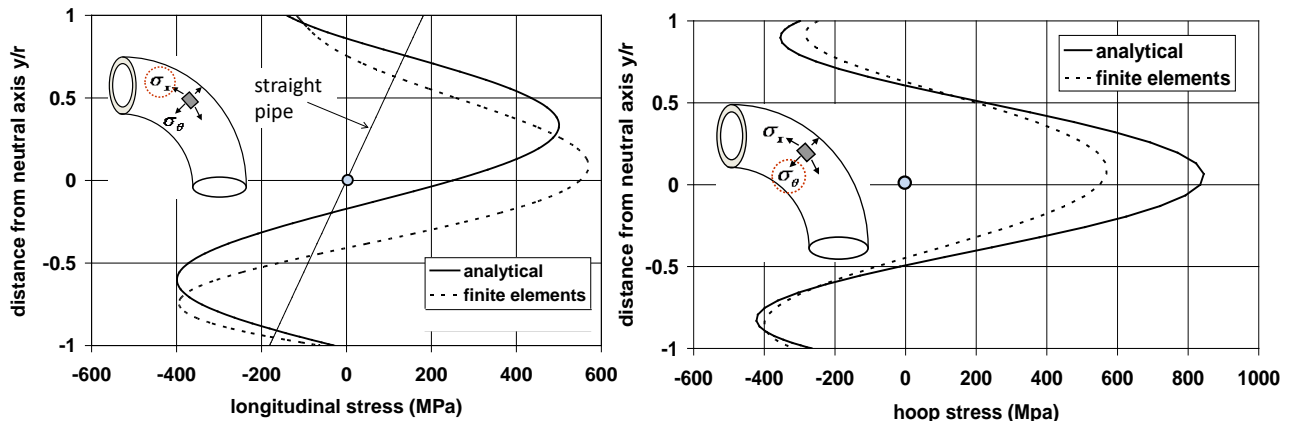 distance from neutral axis y/r
1
0.5
0
-0.5
-1
-600
-400
-200
0
200
400
600
longitudinal stress (MPa)
σx
σθ
straight
pipe
analytical
finite elements
distance from neutral axis y/r
1
0.5
0
-0.5
-1
-600
-400
-200
0
200
400
600
800
1000
hoop stress (Mpa)
σx
σθ
analytical
finite elements